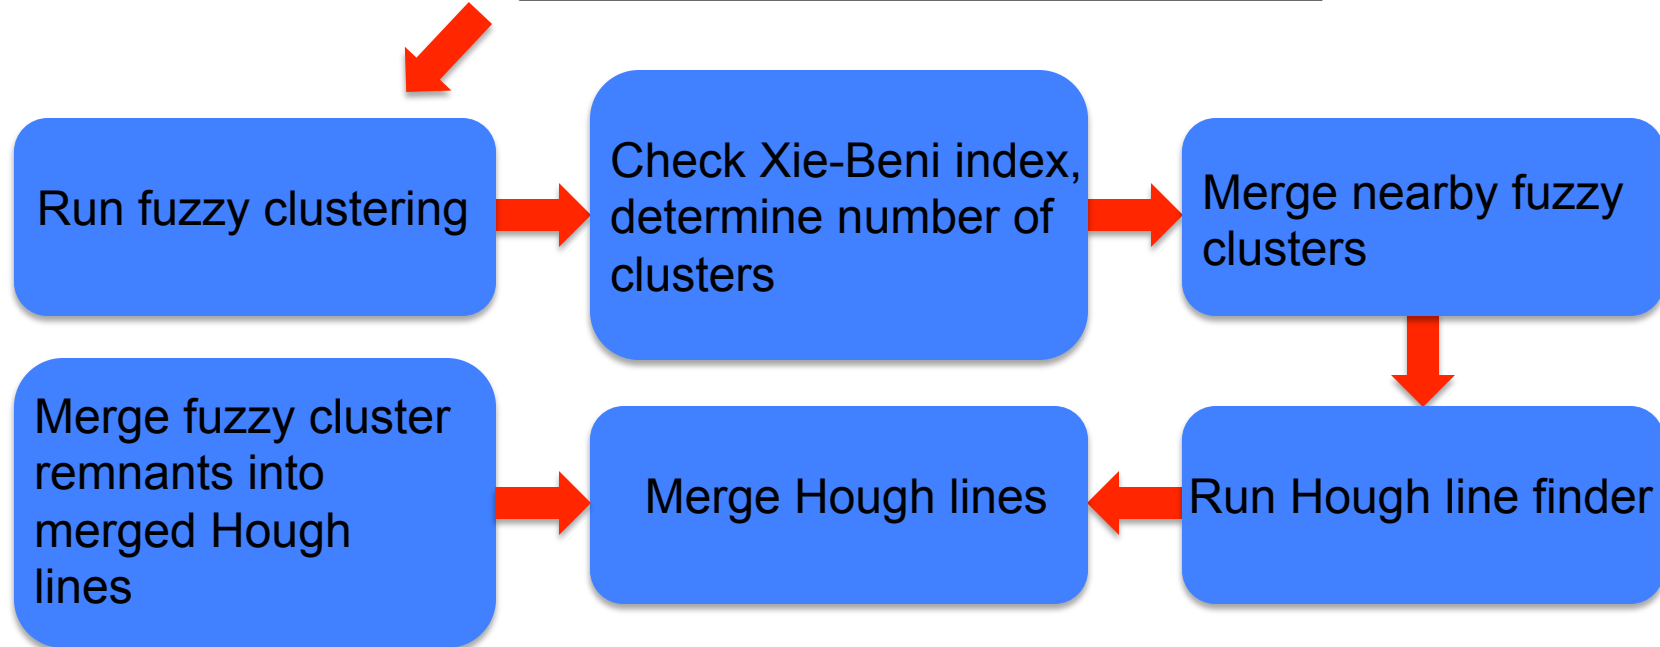 Run fuzzy clustering
Check Xie-Beni index,
determine number of
clusters
Merge nearby fuzzy
clusters
Merge fuzzy cluster
remnants into
merged Hough
lines
Merge Hough lines
Run Hough line finder